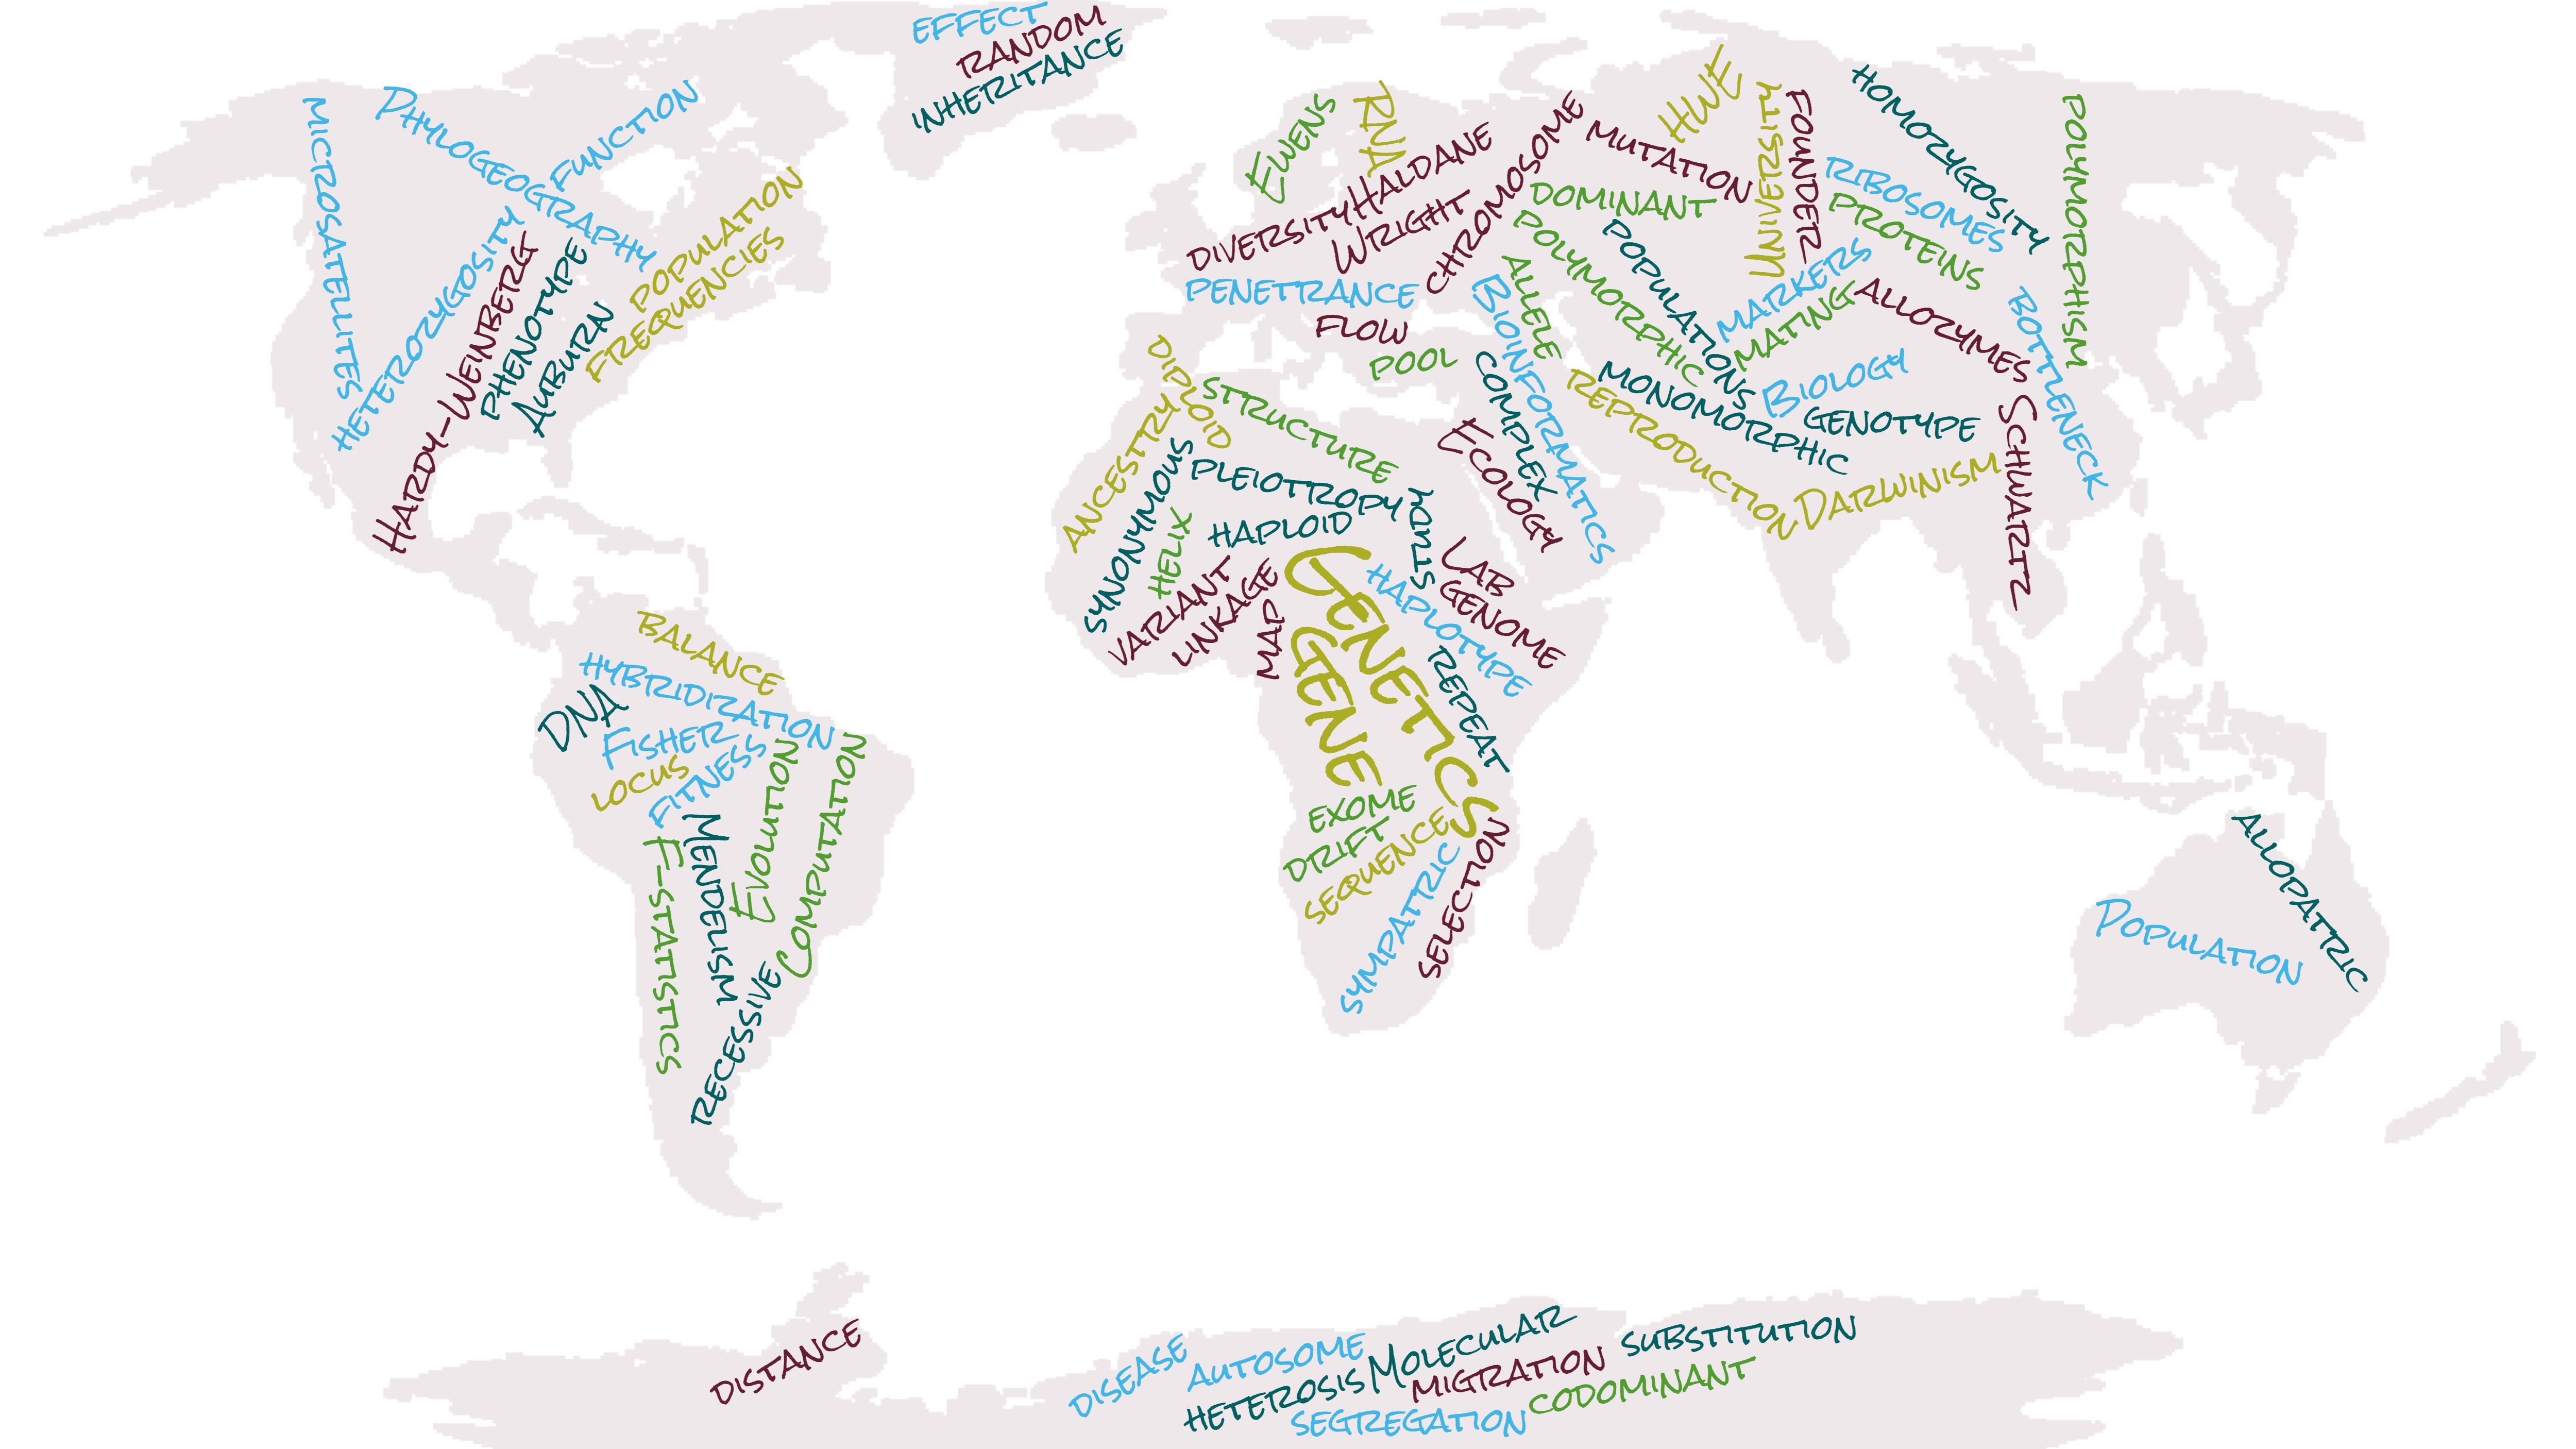 EFFECT
RANDOM
INHERITANCE
MICROSATELLITES
PHYLOGEOGRAPHY
FUNCTION
HETEROZYGOSITY
HARDY-WEINBERG
PHENOTYPE
AUBURN
POPULATION
FREQUENCIES
BALANCE
HYBRIDIZATION
DNA
FISHER
LOCUS
FITNESS
EVOLUTION
COMPUTATION
F-STATISTICS
MENDELISM
RECESSIVE
EWENS
RNA
DIVERSITY
HALDANE
WRIGHT
CHROMOSOME
PENETRANCE
FLOW
POOL
MUTATION
HWE
UNIVERSITY
FOUNDER
HOMOZYGOSITY
POLYMORPHISM
DOMINANT
RIBOSOMES
PROTEINS
POLYMORPHIC
POPULATIONS
MARKERS
MATING
ALLELE
BIOINFORMATICS
COMPLEX
ECOLOGY
ALLOZYMES
BOTTLENECK
MONOMORPHIC
BIOLOGY
GENOTYPE
REPRODUCTION
DARWINISM
SCHWARTZ
DIPLOID
ANCESTRY
STRUCTURE
SYNONYMOUS
PLEIOTROPY
HELIX
HAPLOID
STUDY
VARIANT
LINKAGE
MAP
GENETICS
GENE
HAPLOTYPE
LAB
GENOME
REPEAT
EXOME
DRIFT
SEQUENCE
SYMPATRIC
SELECTION
ALLOPATRIC
POPULATION
DISTANCE
DISEASE
AUTOSOME
HETEROSIS
MOLECULAR
MIGRATION
SUBSTITUTION
SEGREGATION
CODOMINANT